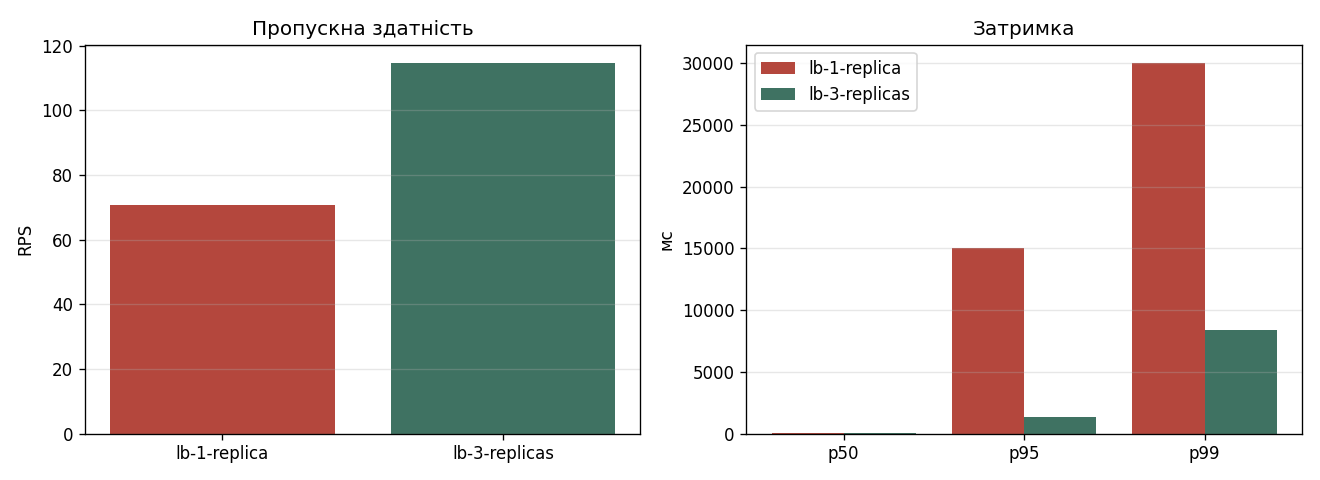 Пропускна здатність
RPS
120
100
80
60
40
20
0
lb-1-replica
lb-3-replicas
Затримка
lb-1-replica
lb-3-replicas
мс
30000
25000
20000
15000
10000
5000
0
p50
p95
p99